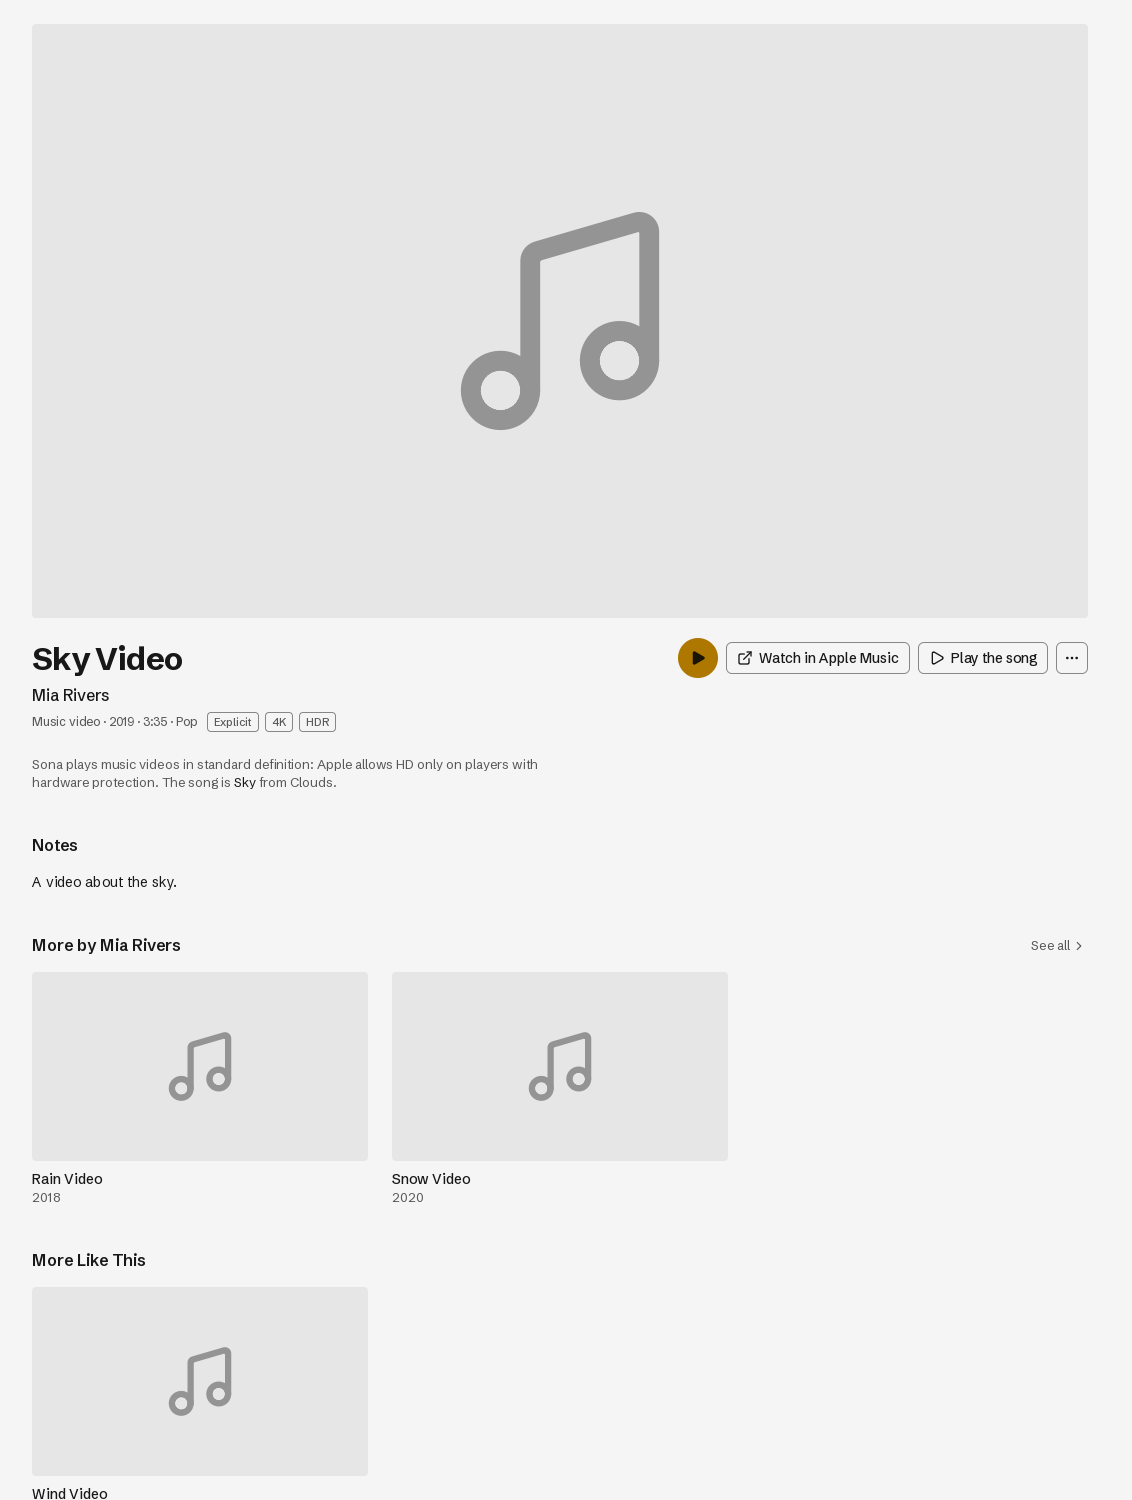 Sky Video
Watch in Apple Music
Play the song
Mia Rivers
Music video · 2019 · 3:35 · Pop Explicit 4K HDR
Sona plays music videos in standard definition: Apple allows HD only on players with
hardware protection. The song is Sky from Clouds.
Notes
A video about the sky.
More by Mia Rivers
See all
Rain Video
2018
Snow Video
2020
More Like This
Wind Video